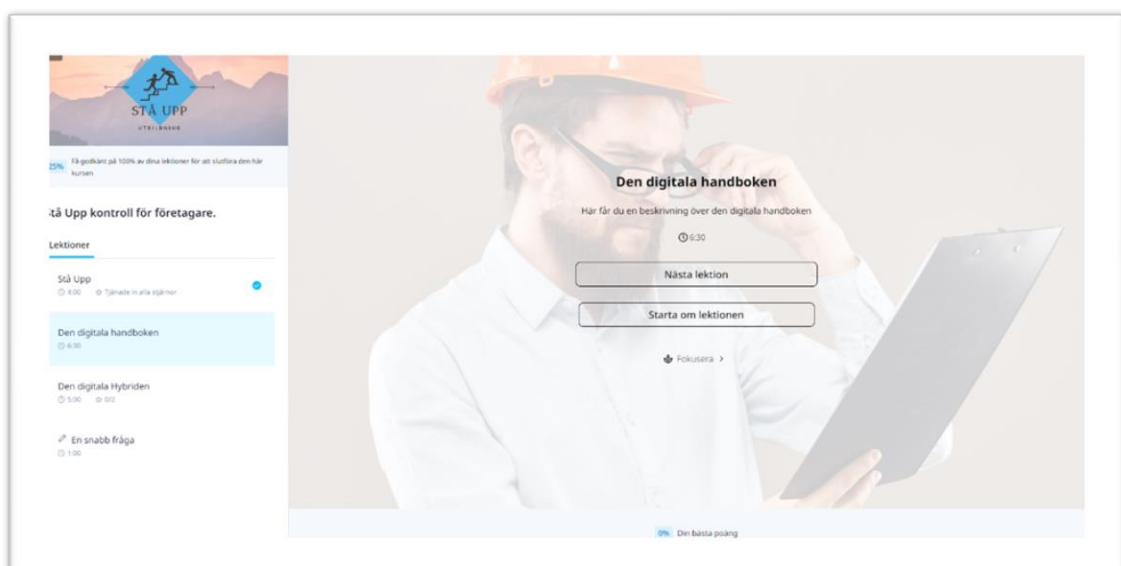 STÅ UPP
UTBILDNING
25% Få godkänt på 100% av dina lektioner för att slutföra den här
kursen
Stå Upp kontroll för företagare.
Lektioner
Stå Upp
4:00 Tjänade in alla stjärnor
Den digitala handboken
6:30
Den digitala Hybriden
5:00 0/2
En snabb fråga
1:00
Den digitala handboken
Här får du en beskrivning över den digitala handboken
6:30
Nästa lektion
Starta om lektionen
Fokusera >
0% Din bästa poäng